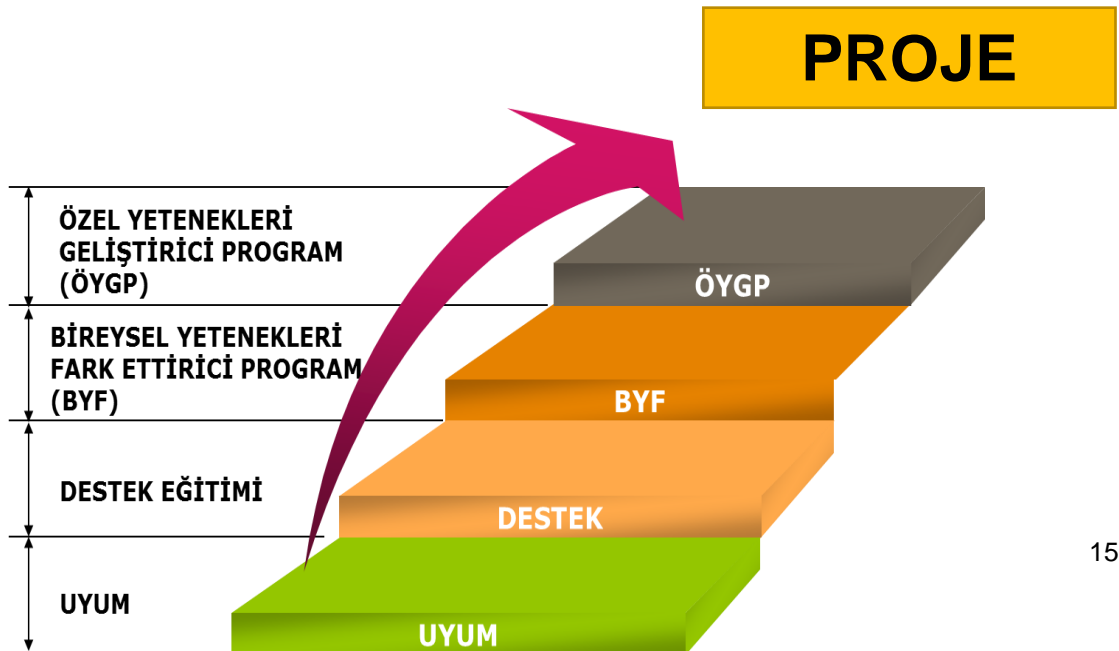 PROJE
ÖZEL YETENEKLERİ
GELİŞTİRİCİ PROGRAM
(ÖYGP)
ÖYGP
BİREYSEL YETENEKLERİ
FARK ETTİRİCİ PROGRAM
(BYF)
BYF
DESTEK EĞİTİMİ
DESTEK
15
UYUM
UYUM